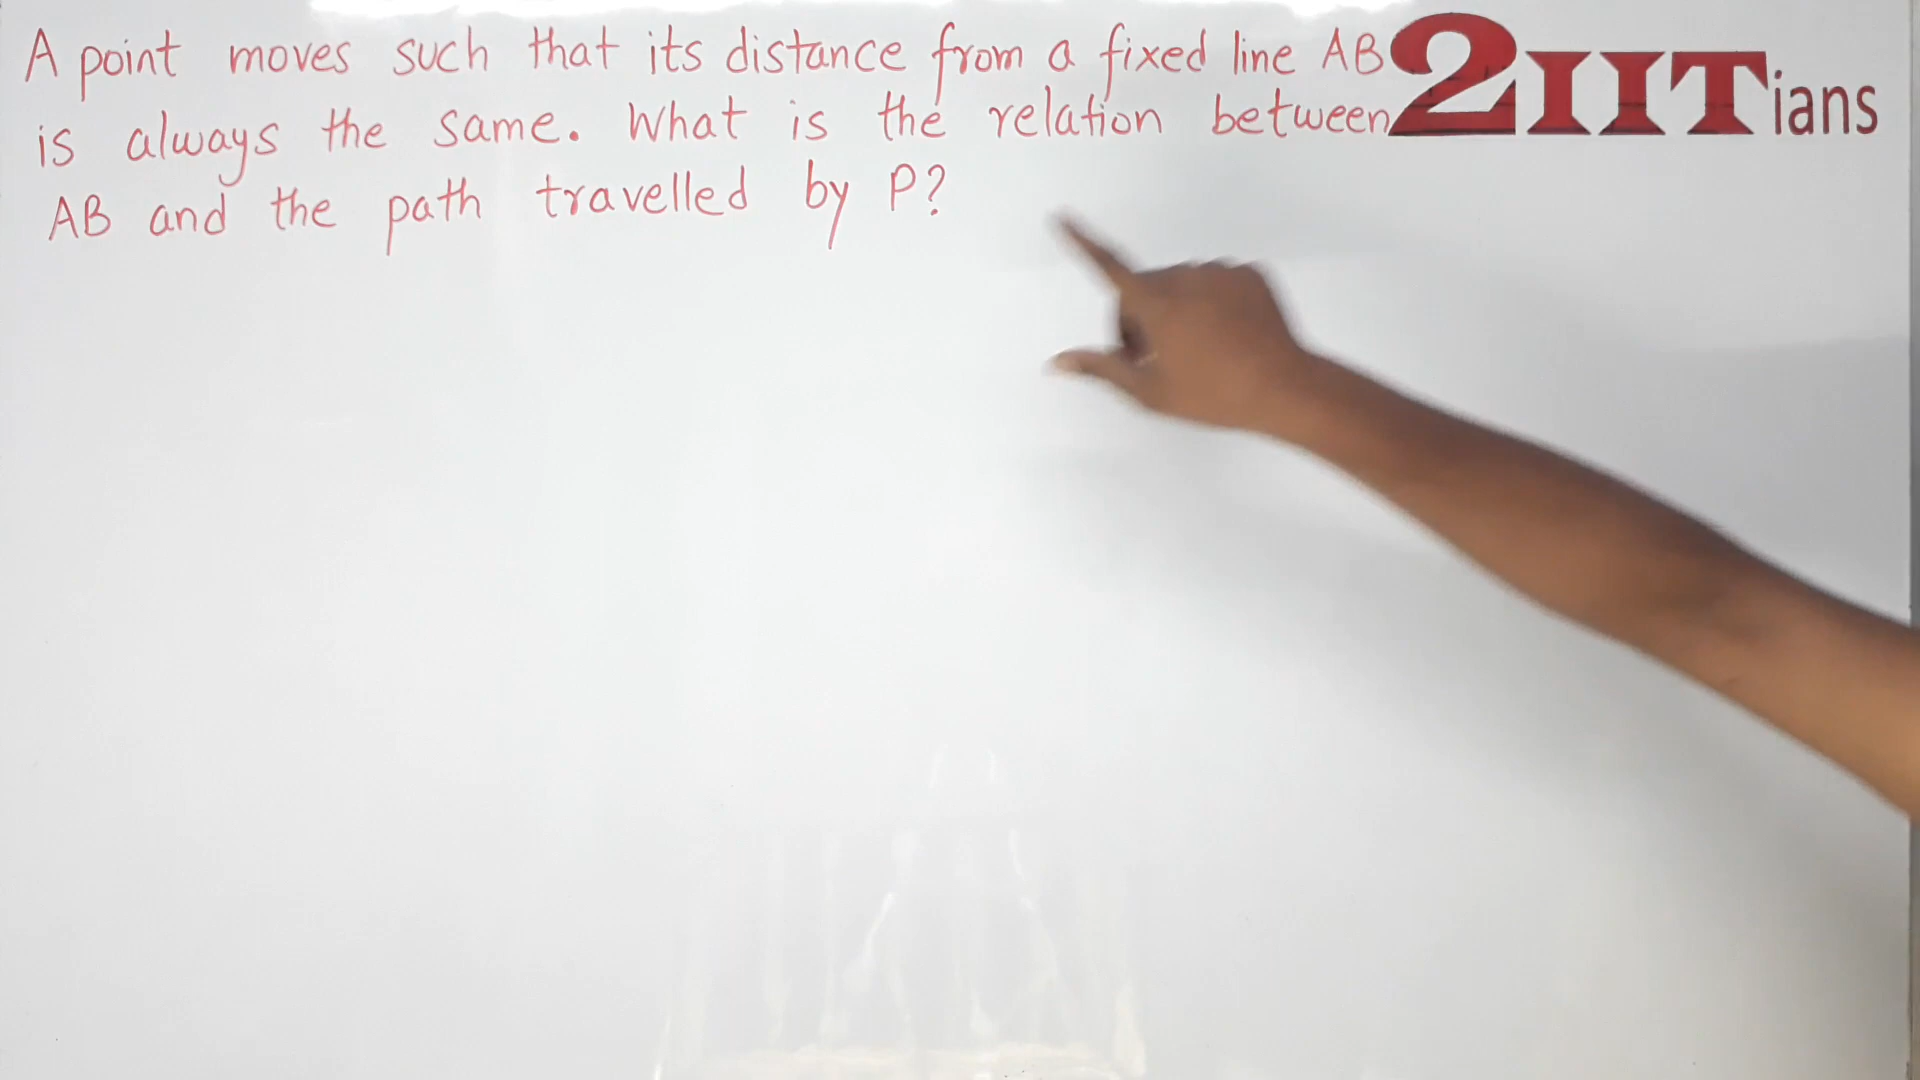 A point moves such that its distance from a fixed line AB
is always the same. What is the relation between
AB and the path travelled by P?
2IITians